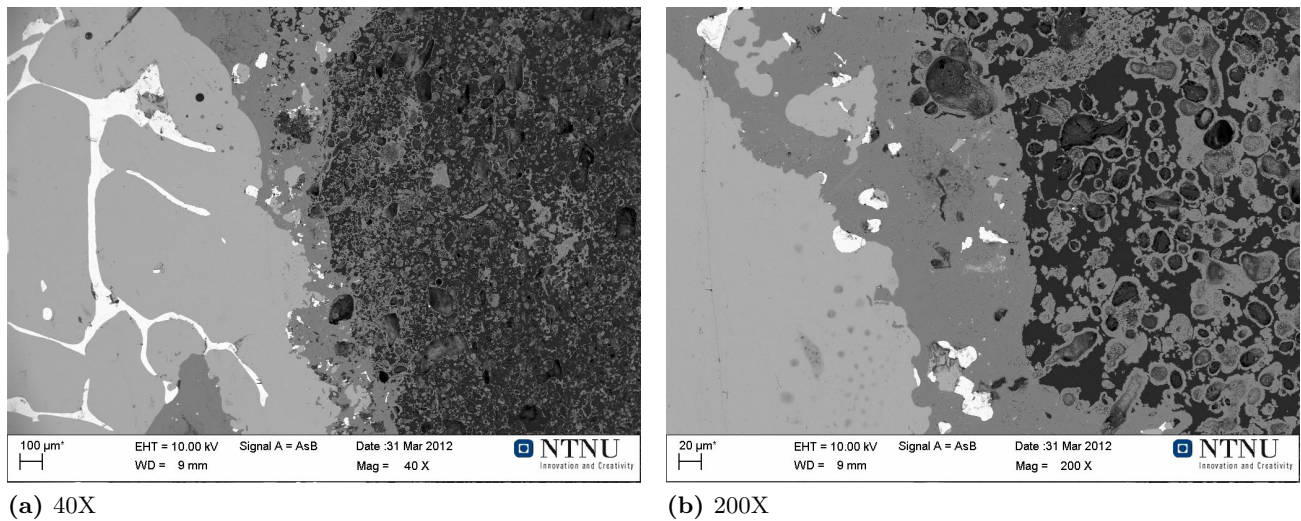 100 µm*
EHT = 10.00 kV Signal A = AsB Date :31 Mar 2012
WD = 9 mm Mag = 40 X
NTNU
Innovation and Creativity
20 µm*
EHT = 10.00 kV Signal A = AsB Date :31 Mar 2012
WD = 9 mm Mag = 200 X
NTNU
Innovation and Creativity
(a) 40X
(b) 200X